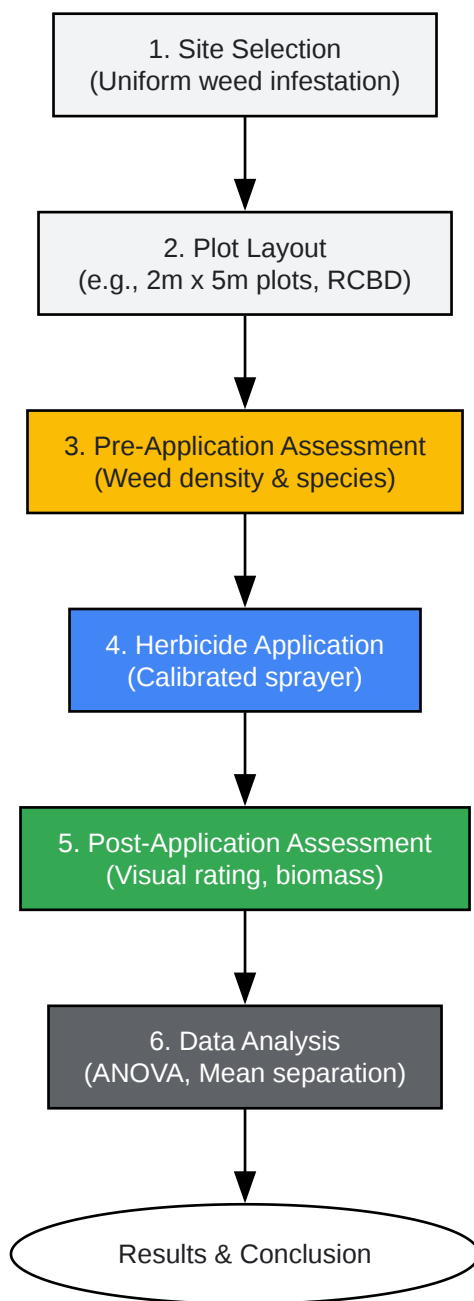 1. Site Selection
(Uniform weed infestation)
2. Plot Layout
(e.g., 2m x 5m plots, RCBD)
3. Pre-Application Assessment
(Weed density & species)
4. Herbicide Application
(Calibrated sprayer)
5. Post-Application Assessment
(Visual rating, biomass)
6. Data Analysis
(ANOVA, Mean separation)
Results & Conclusion